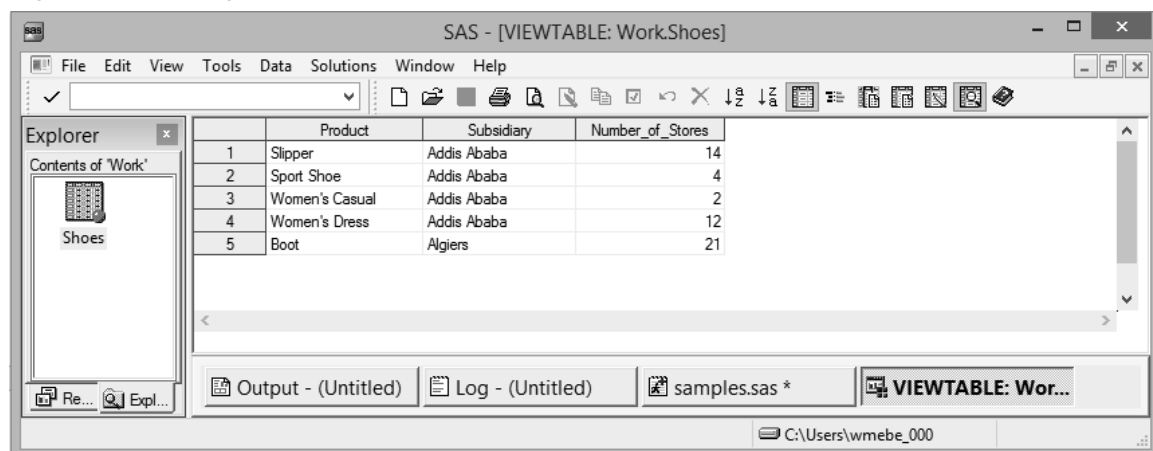 sas
SAS - [VIEWTABLE: Work.Shoes]
File Edit View Tools Data Solutions Window Help
Explorer
Contents of 'Work'
Shoes
Product Subsidiary Number_of_Stores
1 Slipper Addis Ababa 14
2 Sport Shoe Addis Ababa 4
3 Women's Casual Addis Ababa 2
4 Women's Dress Addis Ababa 12
5 Boot Algiers 21
Re... Expl...
Output - (Untitled) Log - (Untitled) samples.sas * VIEWTABLE: Wor...
C:\Users\wmebe_000